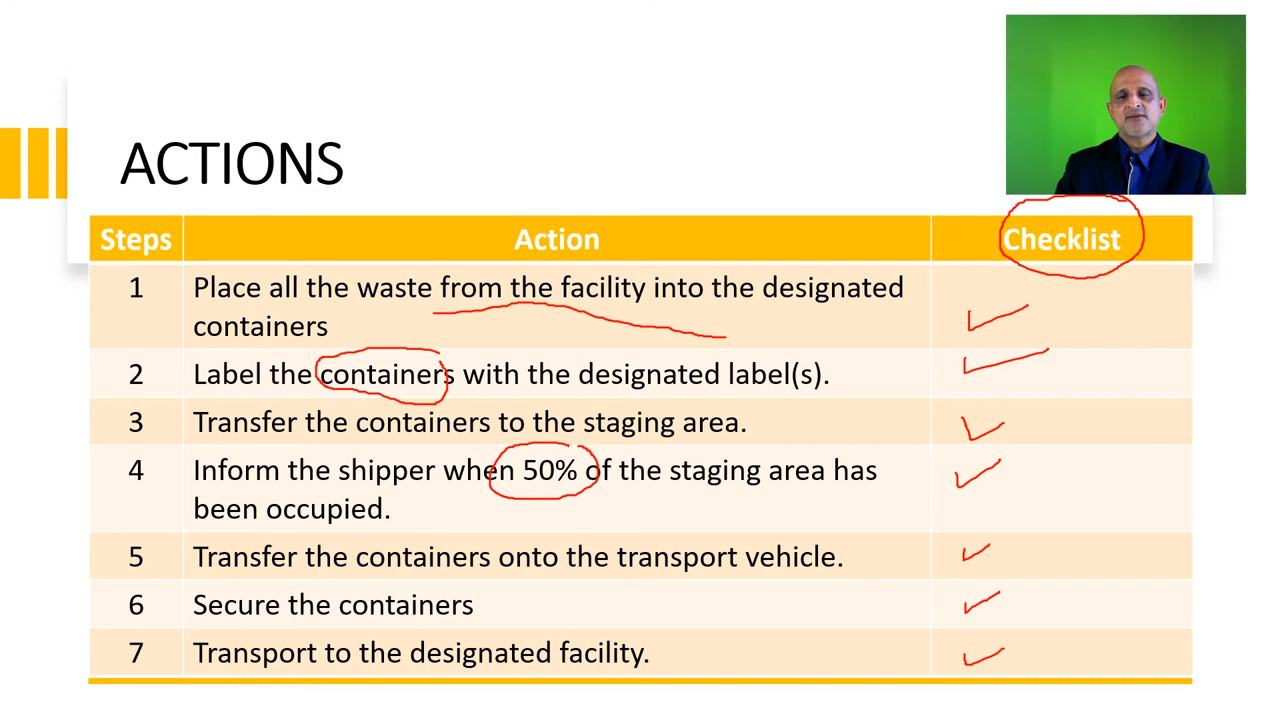 ACTIONS
Steps Action Checklist
1 Place all the waste from the facility into the designated
containers
2 Label the containers with the designated label(s).
3 Transfer the containers to the staging area.
4 Inform the shipper when 50% of the staging area has
been occupied.
5 Transfer the containers onto the transport vehicle.
6 Secure the containers
7 Transport to the designated facility.